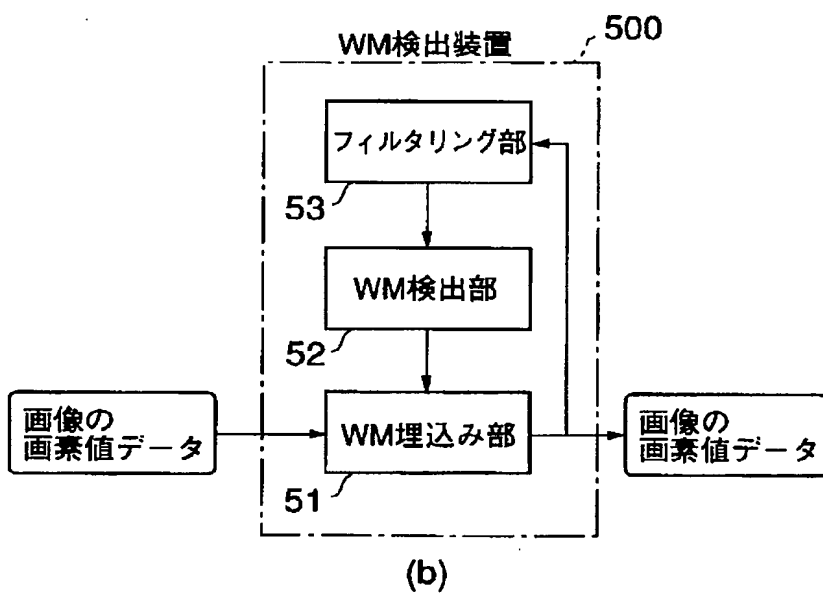 WM検出装置
500
フィルタリング部
53
WM検出部
52
画像の
画素値データ
WM埋込み部
51
画像の
画素値データ
(b)